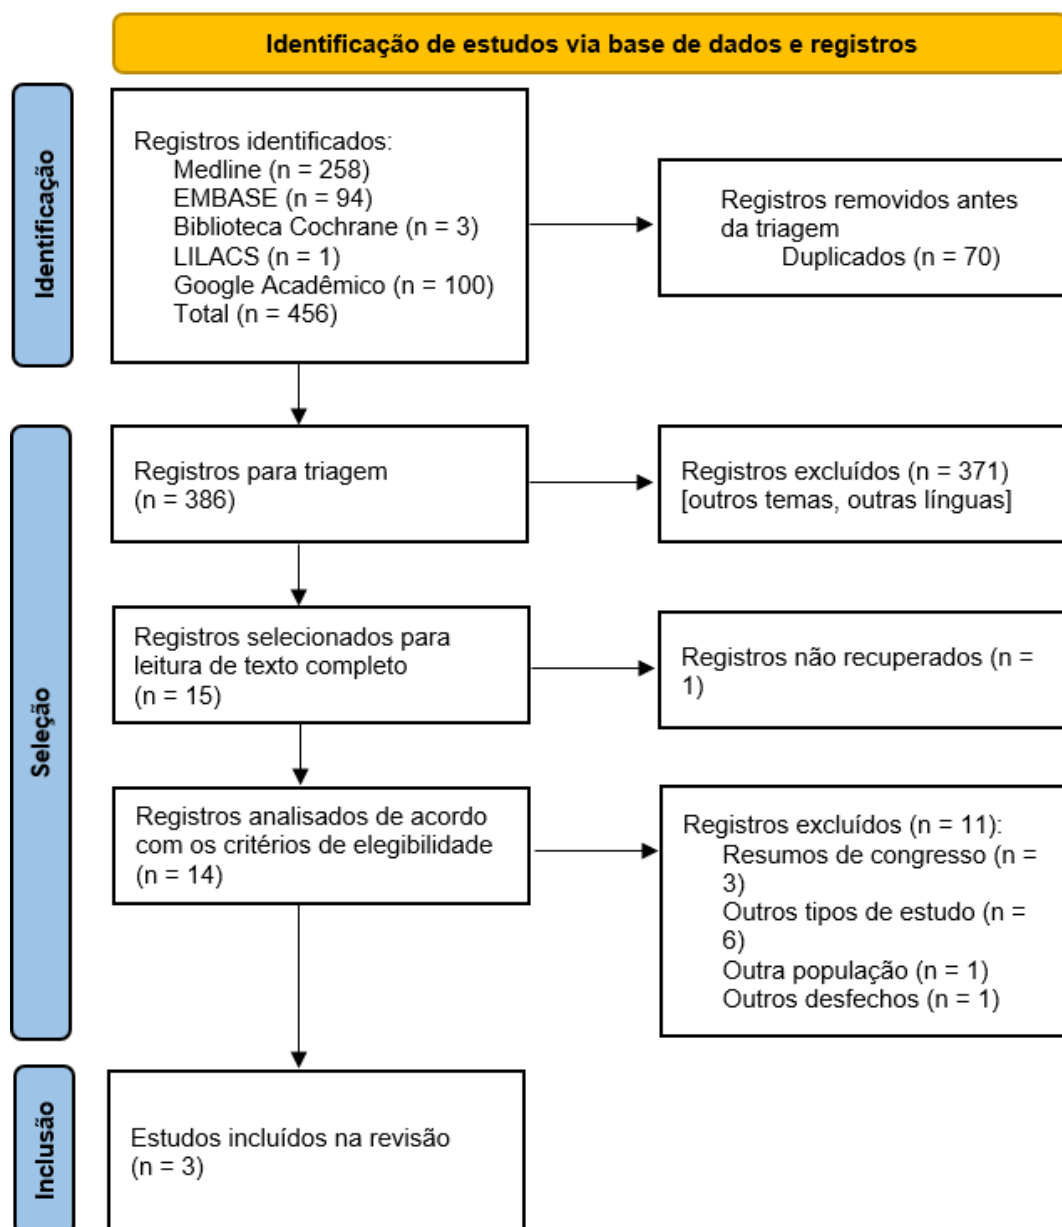 Identificação de estudos via base de dados e registros
Identificação
Registros identificados:
Medline (n = 258)
EMBASE (n = 94)
Biblioteca Cochrane (n = 3)
LILACS (n = 1)
Google Acadêmico (n = 100)
Total (n = 456)
Registros removidos antes
da triagem
Duplicados (n = 70)
Seleção
Registros para triagem
(n = 386)
Registros excluídos (n = 371)
[outros temas, outras línguas]
Registros selecionados para
leitura de texto completo
(n = 15)
Registros não recuperados (n =
1)
Registros analisados de acordo
com os critérios de elegibilidade
(n = 14)
Registros excluídos (n = 11):
Resumos de congresso (n =
3)
Outros tipos de estudo (n =
6)
Outra população (n = 1)
Outros desfechos (n = 1)
Inclusão
Estudos incluídos na revisão
(n = 3)